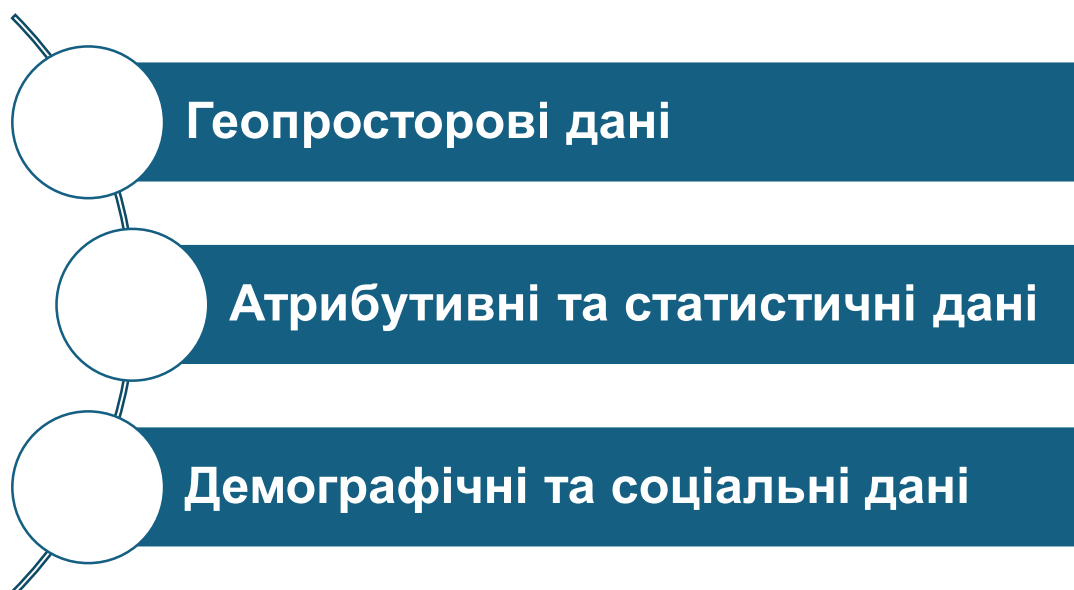 Геопросторові дані
Атрибутивні та статистичні дані
Демографічні та соціальні дані